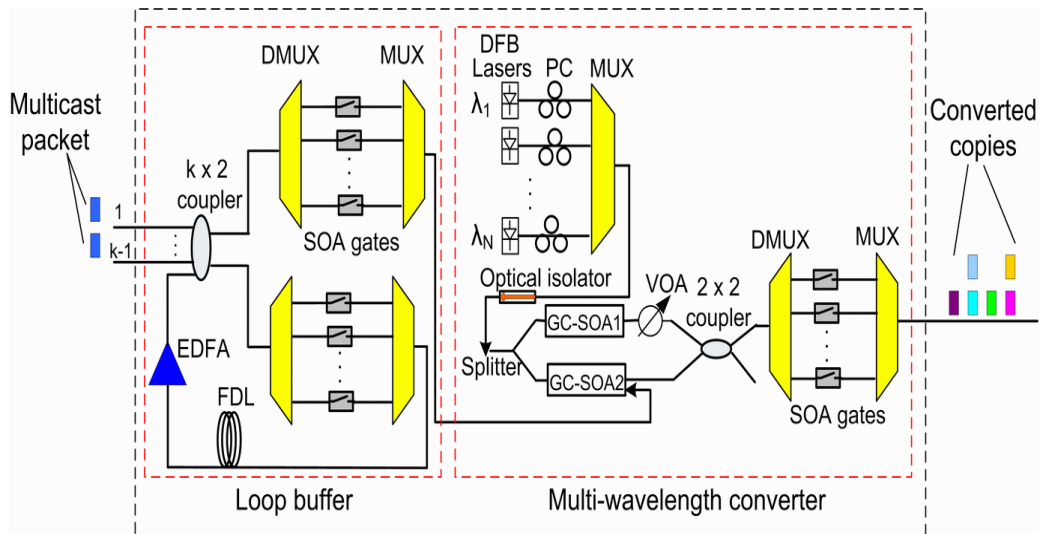 Multicast
packet
1
k-1
k x 2
coupler
DMUX
MUX
SOA gates
EDFA
FDL
Loop buffer
DFB
Lasers
PC
MUX
λ1
λN
Optical isolator
Splitter
GC-SOA1
GC-SOA2
VOA
2 x 2
coupler
DMUX
MUX
SOA gates
Multi-wavelength converter
Converted
copies